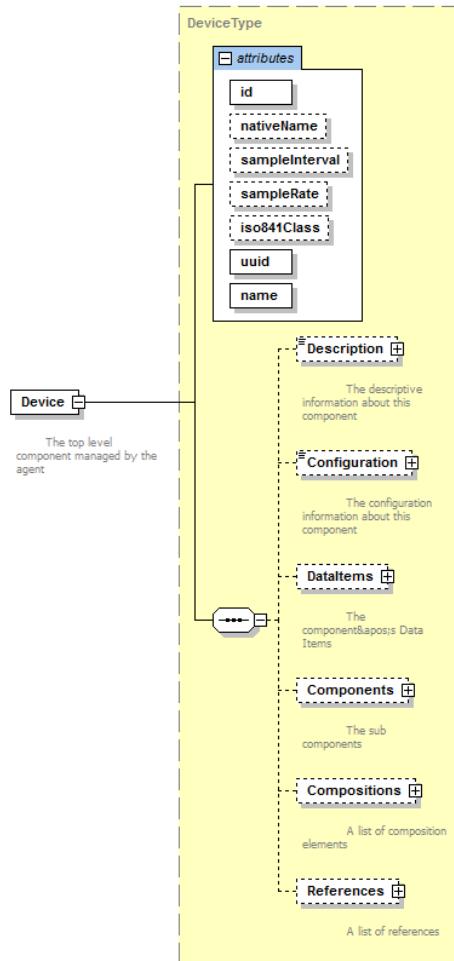 DeviceType
attributes
id
nativeName
sampleInterval
sampleRate
iso841Class
uuid
name
Description
The descriptive
information about this
component
Device
The top level
component managed by the
agent
Configuration
The configuration
information about this
component
DataItems
The
component&apos;s Data
Items
Components
The sub
components
Compositions
A list of composition
elements
References
A list of references